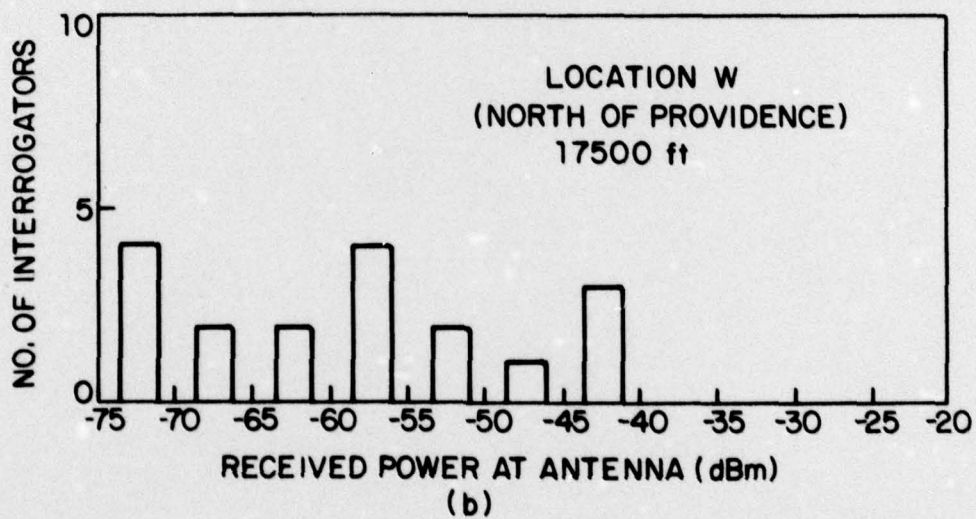 10
NO. OF INTERROGATORS
LOCATION W
(NORTH OF PROVIDENCE)
17500 ft
5
0
-75 -70 -65 -60 -55 -50 -45 -40 -35 -30 -25 -20
RECEIVED POWER AT ANTENNA (dBm)
(b)